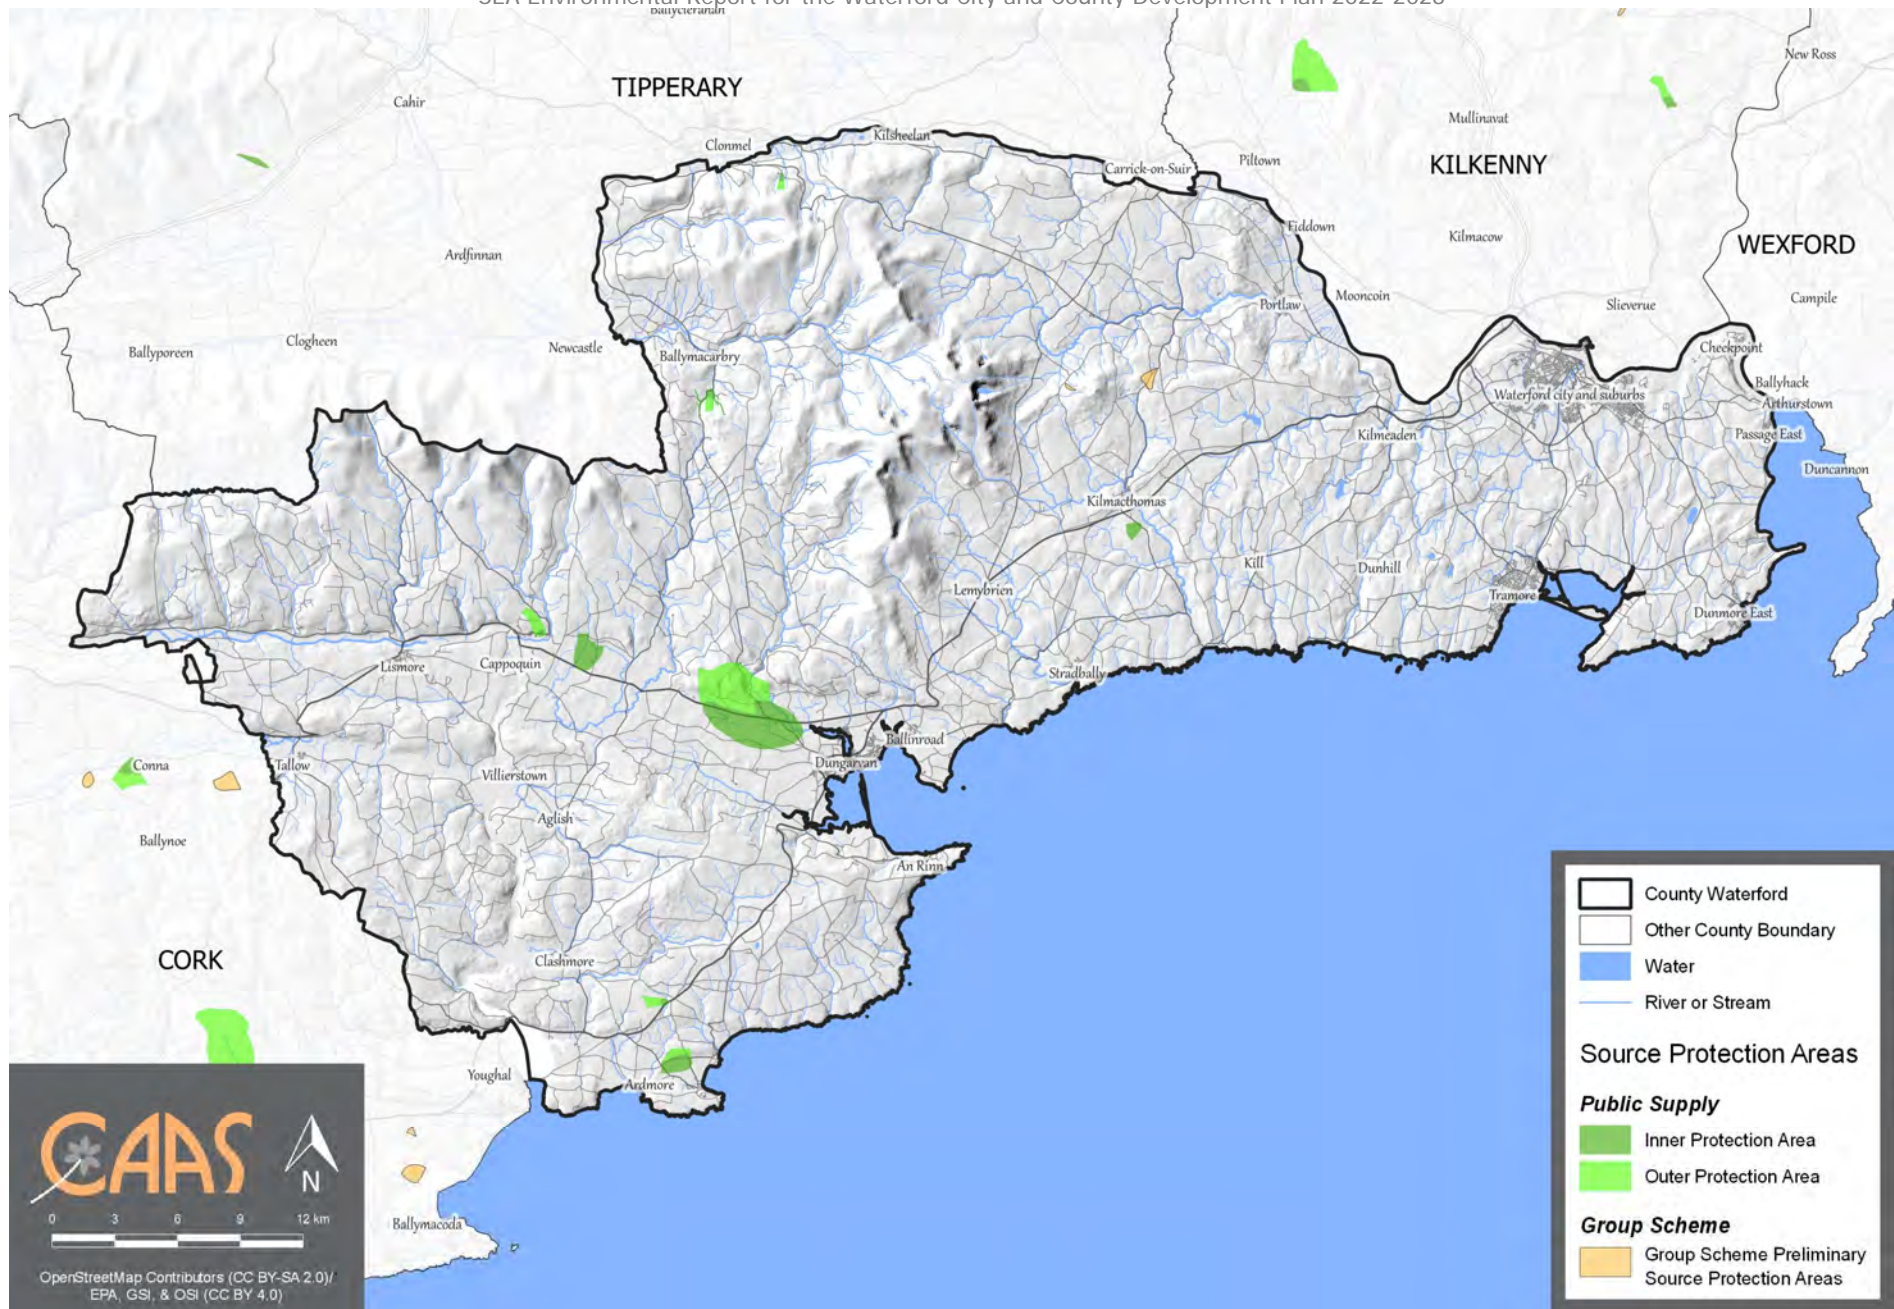 SEA Environmental Report for the Waterford City and County Development Plan 2022-2028
Ballyclerahan
New Ross
TIPPERARY
Cahir
Mullinavat
Clonmel
Kilsheelan
Carrick-on-Suir
Piltown
KILKENNY
Fiddown
Kilmacow
WEXFORD
Ardfinnan
Portlaw
Mooncoin
Slieverue
Campile
Ballyporeen
Clogheen
Newcastle
Ballymacarbry
Cheekpoint
Ballyhack
Arthurstown
Waterford city and suburbs
Kilmeaden
Passage East
Duncannon
Kilmacthomas
Kill
Dunhill
Lemybrien
Tramore
Dunmore East
Lismore
Cappoquin
Stradbally
Ballinroad
Dungarvan
Conna
Tallow
Villierstown
Aglish
Ballynoe
An Rinn
CORK
Clashmore
Youghal
Ardmore
Ballymacoda
County Waterford
Other County Boundary
Water
River or Stream
Source Protection Areas
Public Supply
Inner Protection Area
Outer Protection Area
Group Scheme
Group Scheme Preliminary
Source Protection Areas
CAAS
N
0 3 6 9 12 km
OpenStreetMap Contributors (CC BY-SA 2.0)/
EPA, GSI, & OSI (CC BY 4.0)